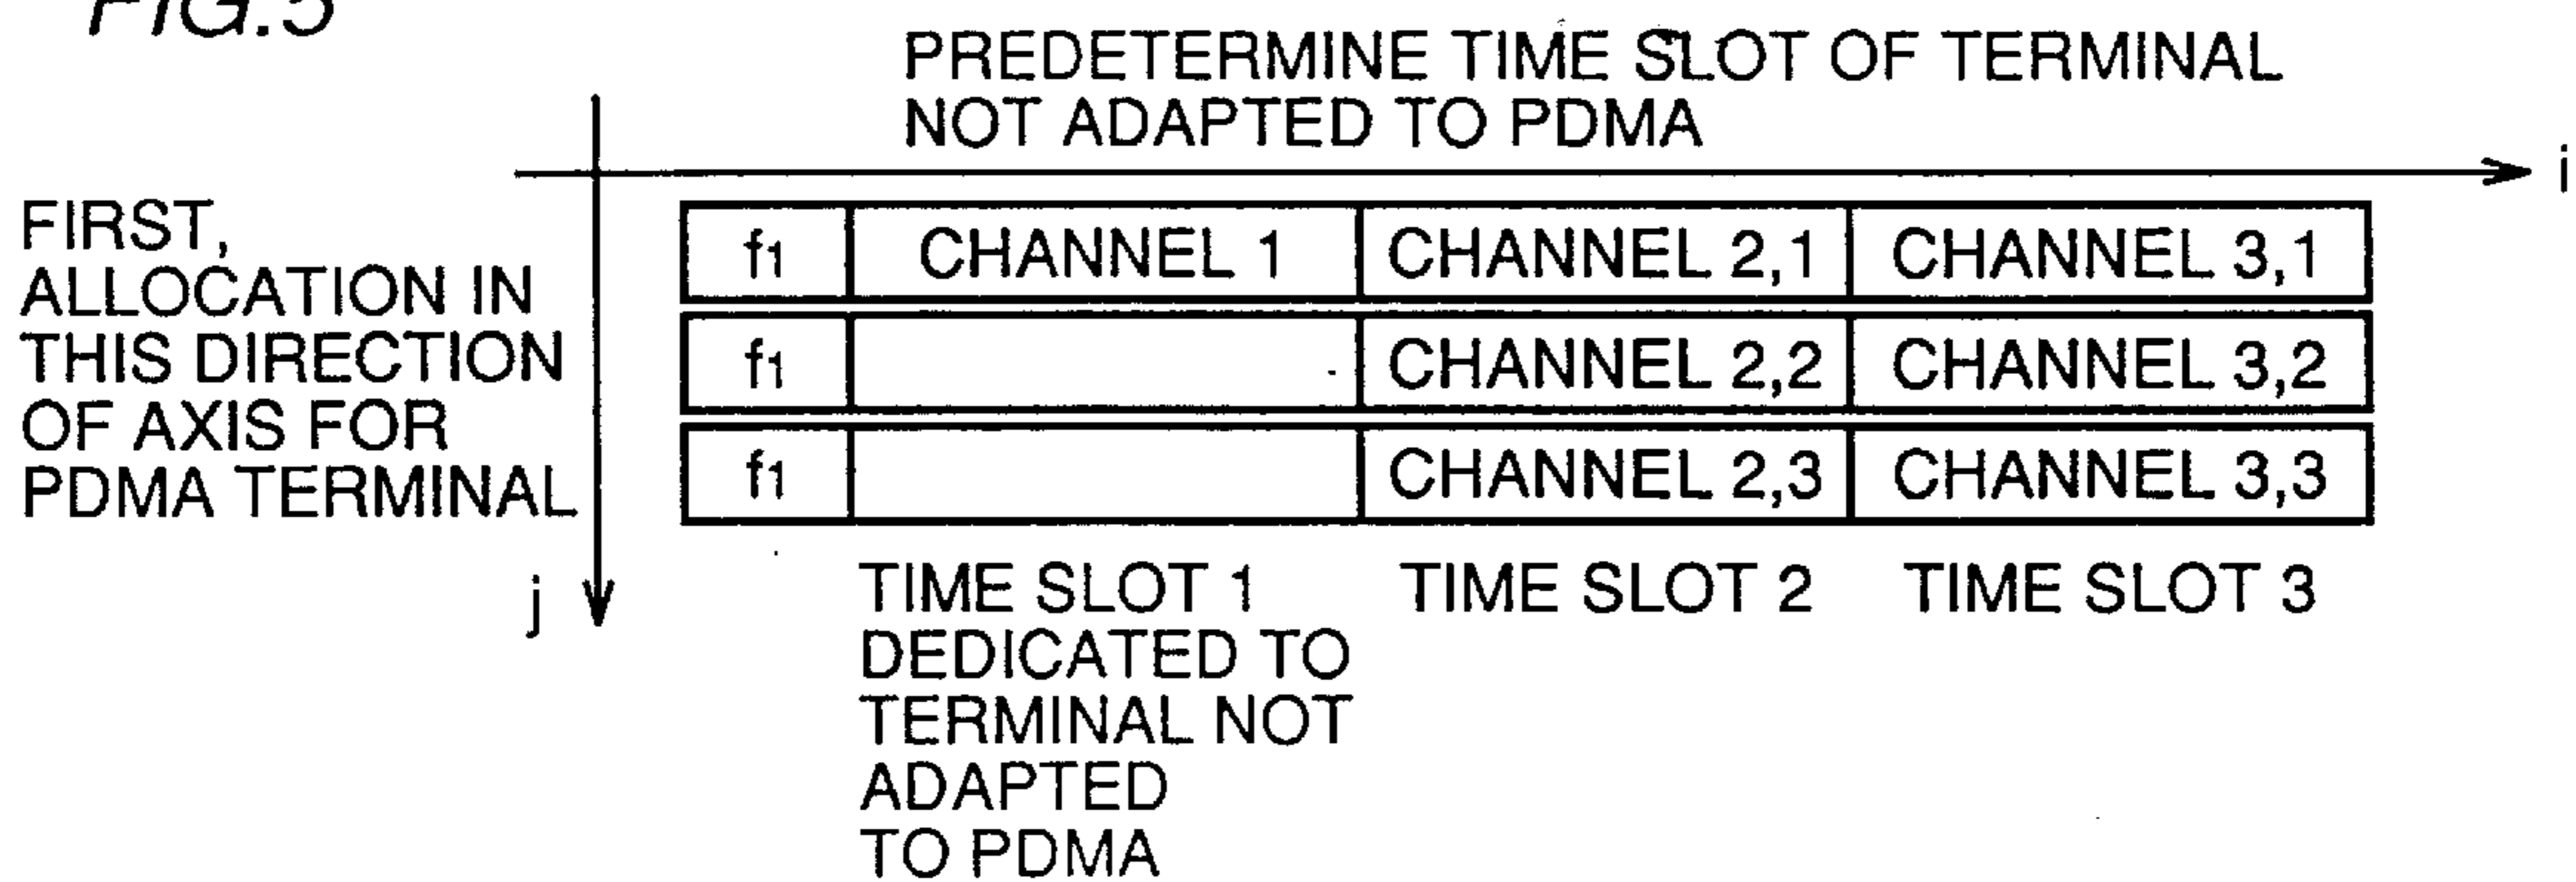 FIG.5
PREDETERMINE TIME SLOT OF TERMINAL
NOT ADAPTED TO PDMA
i
FIRST,
ALLOCATION IN
THIS DIRECTION
OF AXIS FOR
PDMA TERMINAL
j
f1 CHANNEL 1 CHANNEL 2,1 CHANNEL 3,1
f1 CHANNEL 2,2 CHANNEL 3,2
f1 CHANNEL 2,3 CHANNEL 3,3
TIME SLOT 1
DEDICATED TO
TERMINAL NOT
ADAPTED
TO PDMA
TIME SLOT 2
TIME SLOT 3